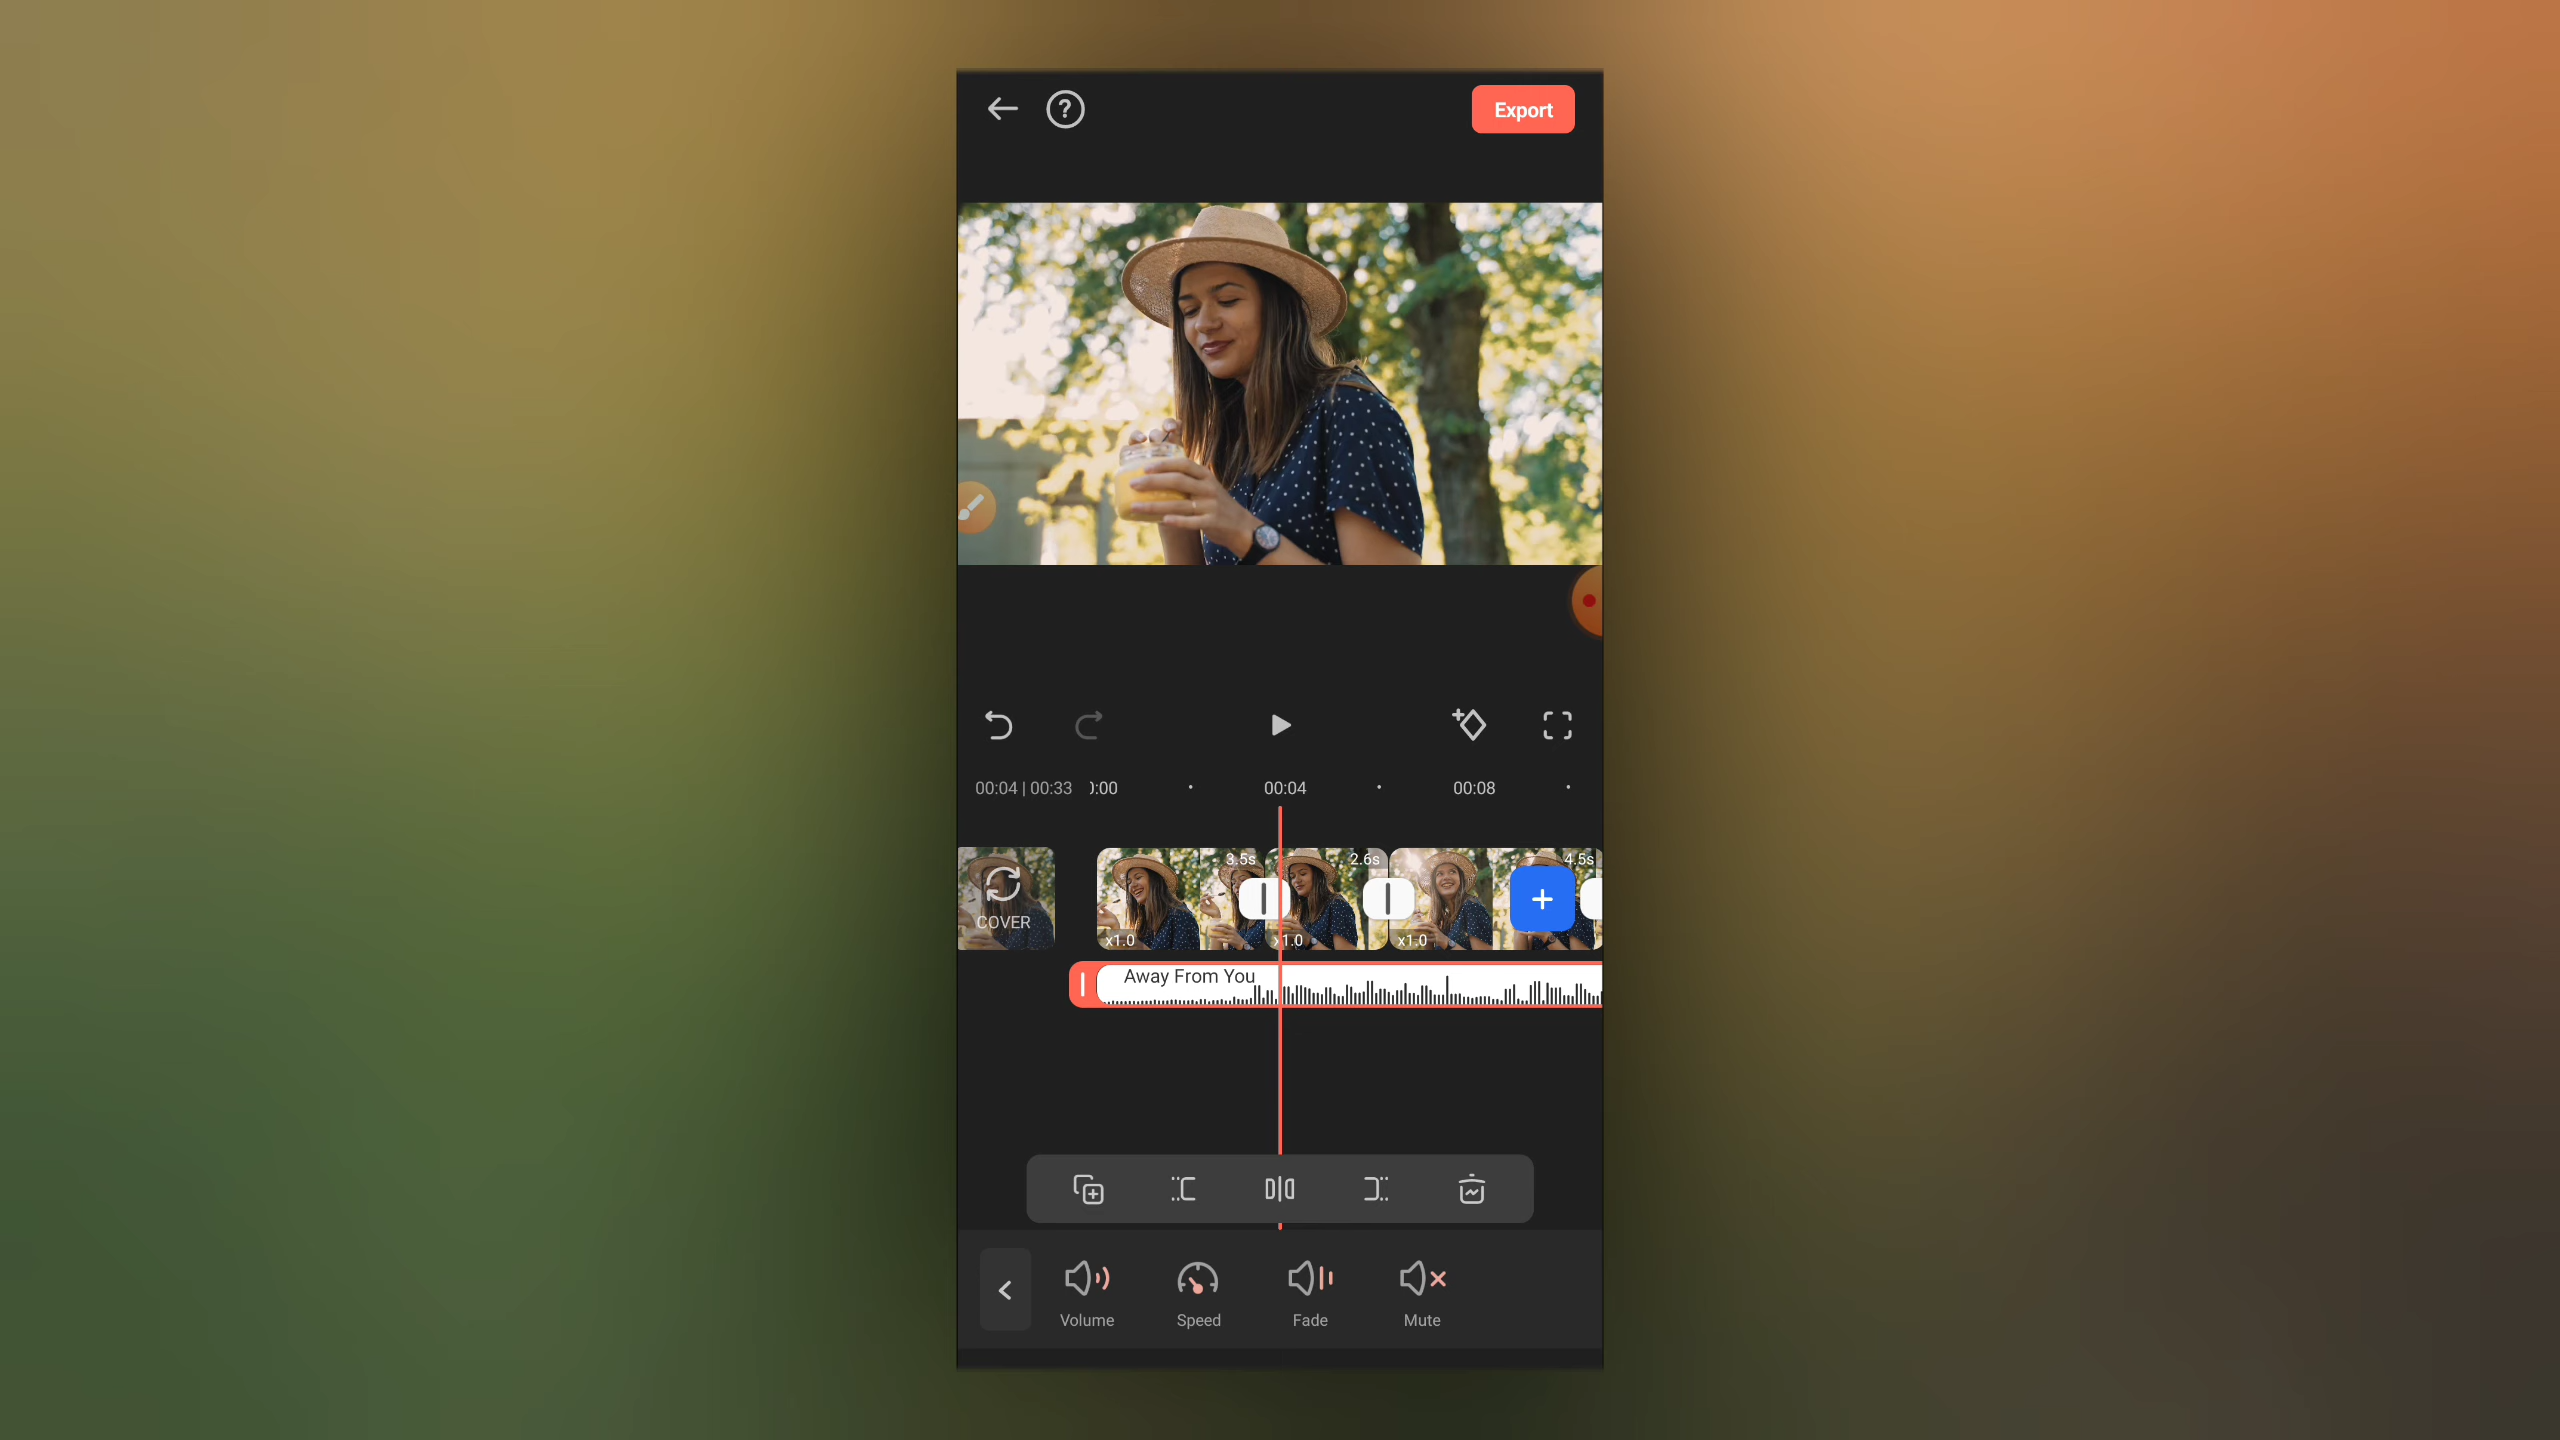 ?
Export
00:04 | 00:33
0:00
00:04
00:08
3.5s
2.6s
4.5s
COVER
x1.0
x1.0
x1.0
Away From You
Volume
Speed
Fade
Mute